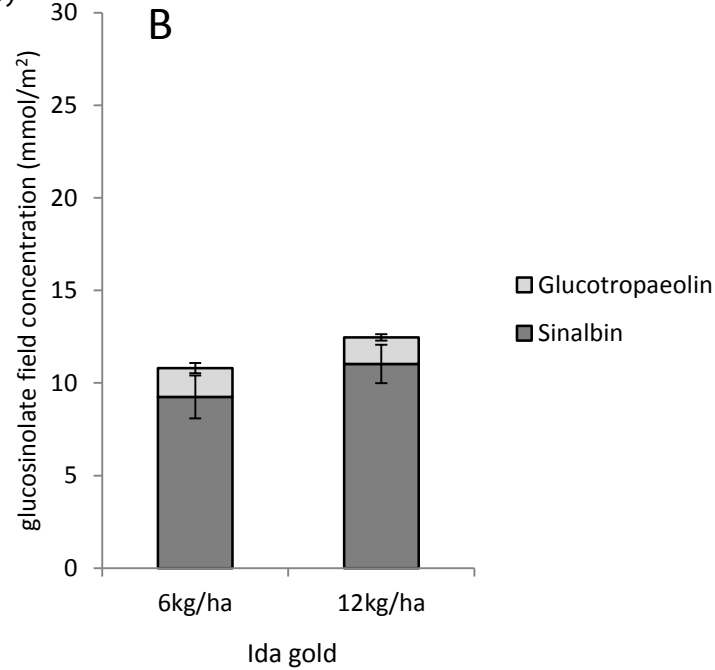 B
30
25
20
15
10
5
0
glucosinolate field concentration (mmol/m²)
Glucotropaeolin
Sinalbin
6kg/ha
12kg/ha
Ida gold